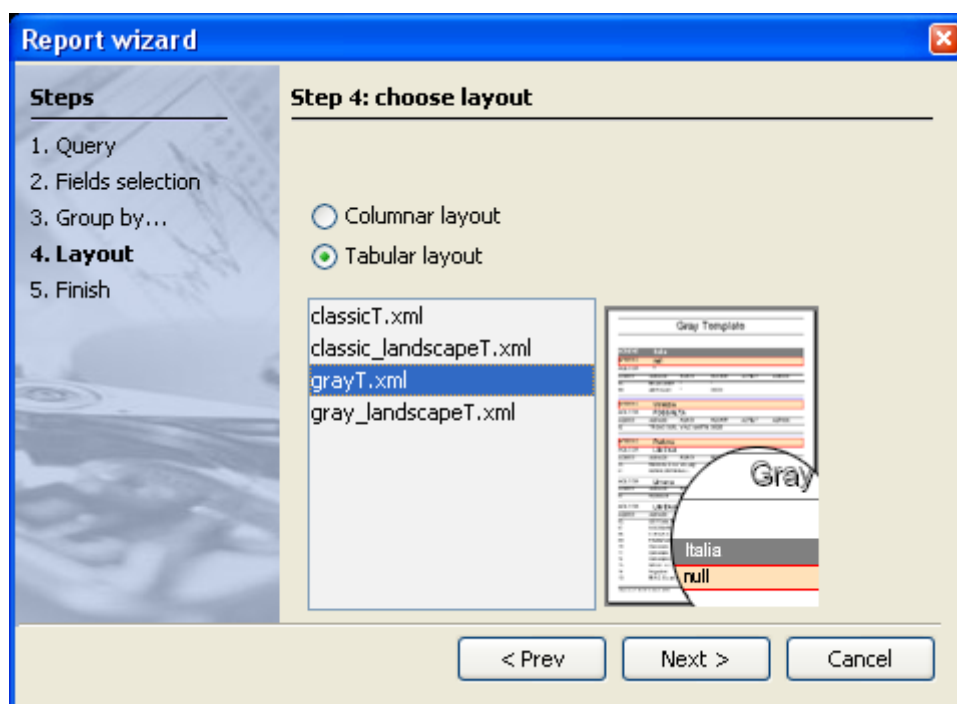 Report wizard
Steps
1. Query
2. Fields selection
3. Group by...
4. Layout
5. Finish
Step 4: choose layout
Columnar layout
Tabular layout
classicT.xml
classic_landscapeT.xml
grayT.xml
gray_landscapeT.xml
Gray Template
Gray
Italia
null
< Prev
Next >
Cancel